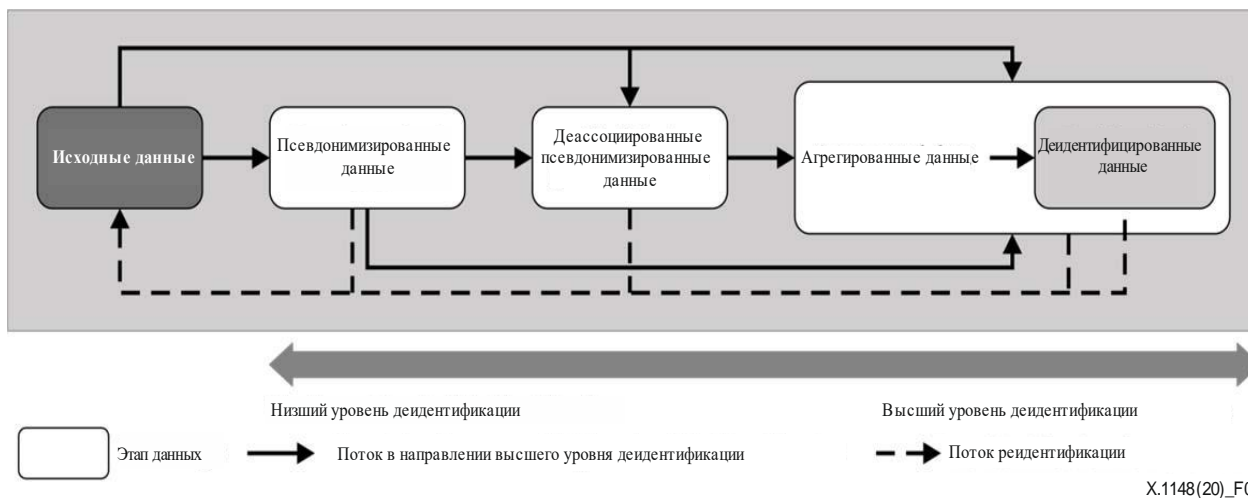 Исходные данные
Псевдонимизированные
данные
Деассоциированные
псевдонимизированные
данные
Агрегированные данные
Деидентифицированные
данные
Низший уровень деидентификации
Высший уровень деидентификации
Этап данных
Поток в направлении высшего уровня деидентификации
Поток реидентификации
X.1148(20)_F0